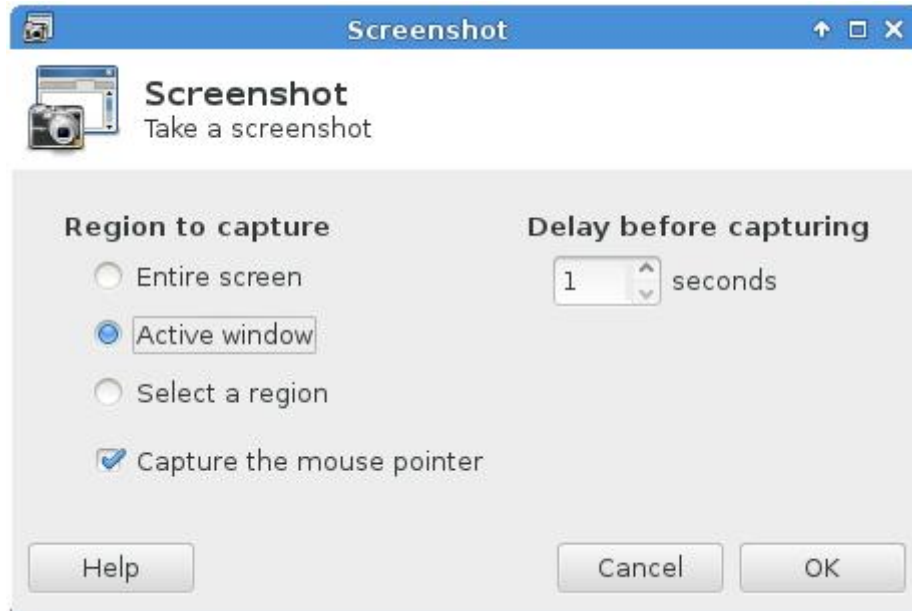 Screenshot
Screenshot
Take a screenshot
Region to capture
Entire screen
Active window
Select a region
Capture the mouse pointer
Delay before capturing
1 seconds
Help
Cancel
OK